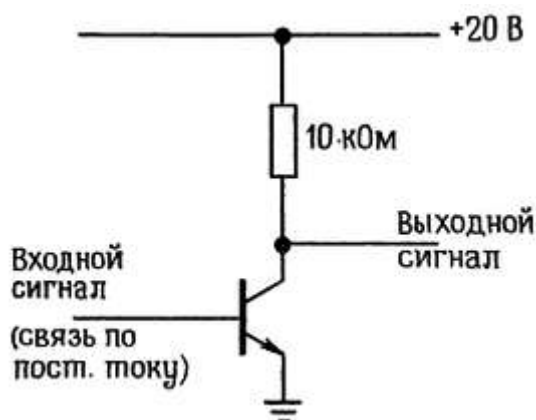 +20 В
10 кОм
Выходной
сигнал
Входной
сигнал
(связь по
пост. току)